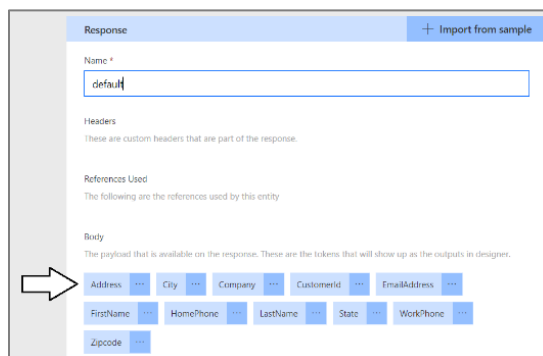 Response + Import from sample
Name *
default
Headers
These are custom headers that are part of the response.
References Used
The following are the references used by this entity
Body
The payload that is available on the response. These are the tokens that will show up as the outputs in designer.
Address ... City ... Company ... CustomerId ... EmailAddress ...
FirstName ... HomePhone ... LastName ... State ... WorkPhone ...
Zipcode ...